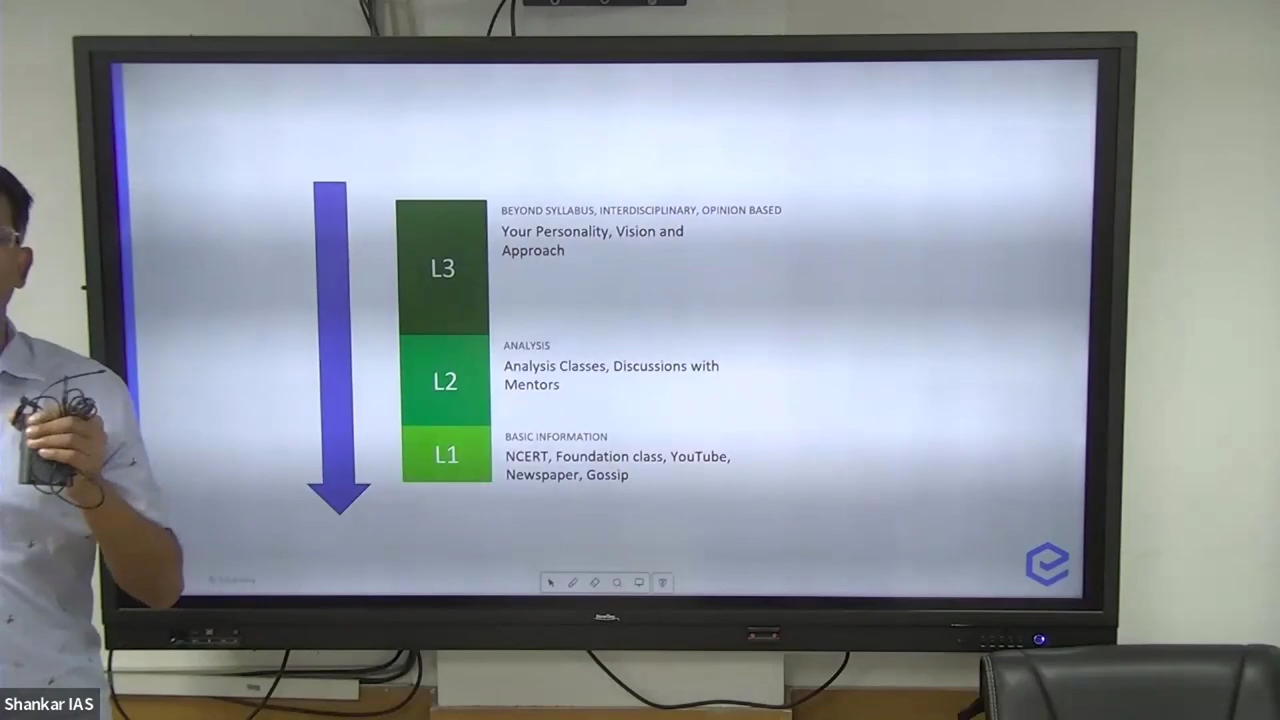 BEYOND SYLLABUS, INTERDISCIPLINARY, OPINION BASED
Your Personality, Vision and
Approach
L3
ANALYSIS
Analysis Classes, Discussions with
Mentors
L2
BASIC INFORMATION
NCERT, Foundation class, YouTube,
Newspaper, Gossip
L1
Shankar IAS